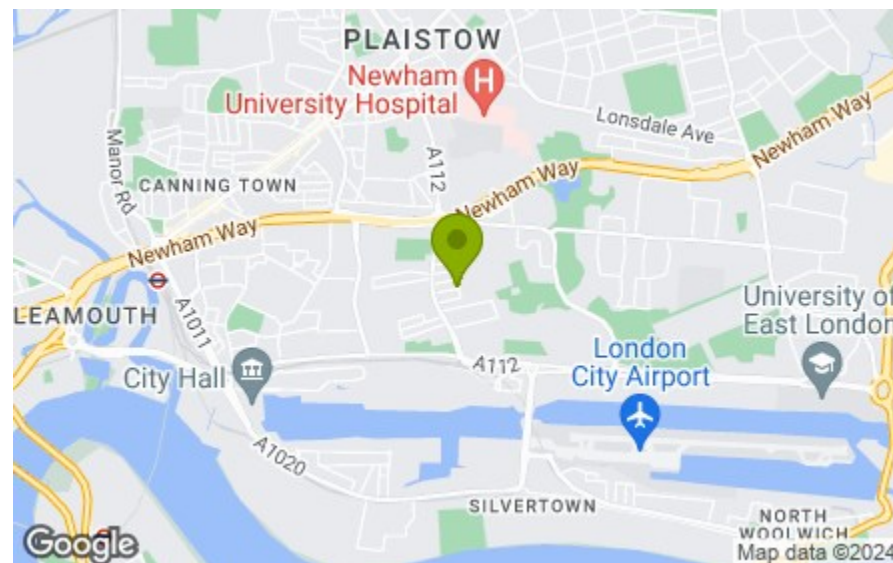 PLAISTOW
Newham
University Hospital
H
Lonsdale Ave
Newham Way
Manor Rd
A112
CANNING TOWN
Newham Way
Newham Way
LEAMOUTH
A1011
University of
East London
City Hall
A112
London
City Airport
A1020
SILVERTOWN
NORTH
WOOLWICH
Google
Map data ©2024